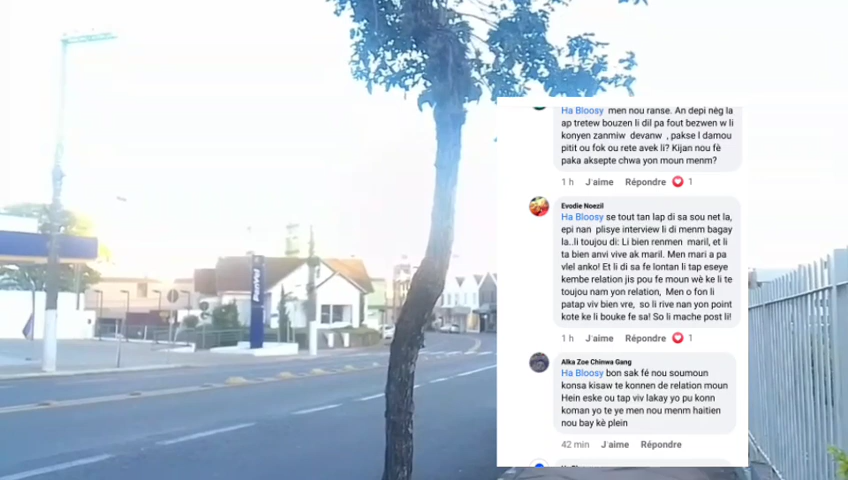 PanVel
Ha Bloosy men nou ranse. An depi nèg la
ap tretew bouzen li dil pa fout bezwen w li
konyen zanmiw devanw , pakse l damou
pitit ou fok ou rete avek li? Kijan nou fè
paka aksepte chwa yon moun menm?
1 h J'aime Répondre 1
Evodie Noezil
Ha Bloosy se tout tan lap di sa sou net la,
epi nan plisye interview li di menm bagay
la..li toujou di: Li bien renmen maril, et li
ta bien anvi vive ak maril. Men mari a pa
vlel anko! Et li di sa fe lontan li tap eseye
kembe relation jis pou fe moun wè ke li te
toujou nam yon relation, Men o fon li
patap viv bien vre, so li rive nan yon point
kote ke li bouke fe sa! So li mache post li!
1 h J'aime Répondre 1
Alka Zoe Chinwa Gang
Ha Bloosy bon sak fé nou soumoun
konsa kisaw te konnen de relation moun
Hein eske ou tap viv lakay yo pu konn
koman yo te ye men nou menm haitien
nou bay kè plein
42 min J'aime Répondre